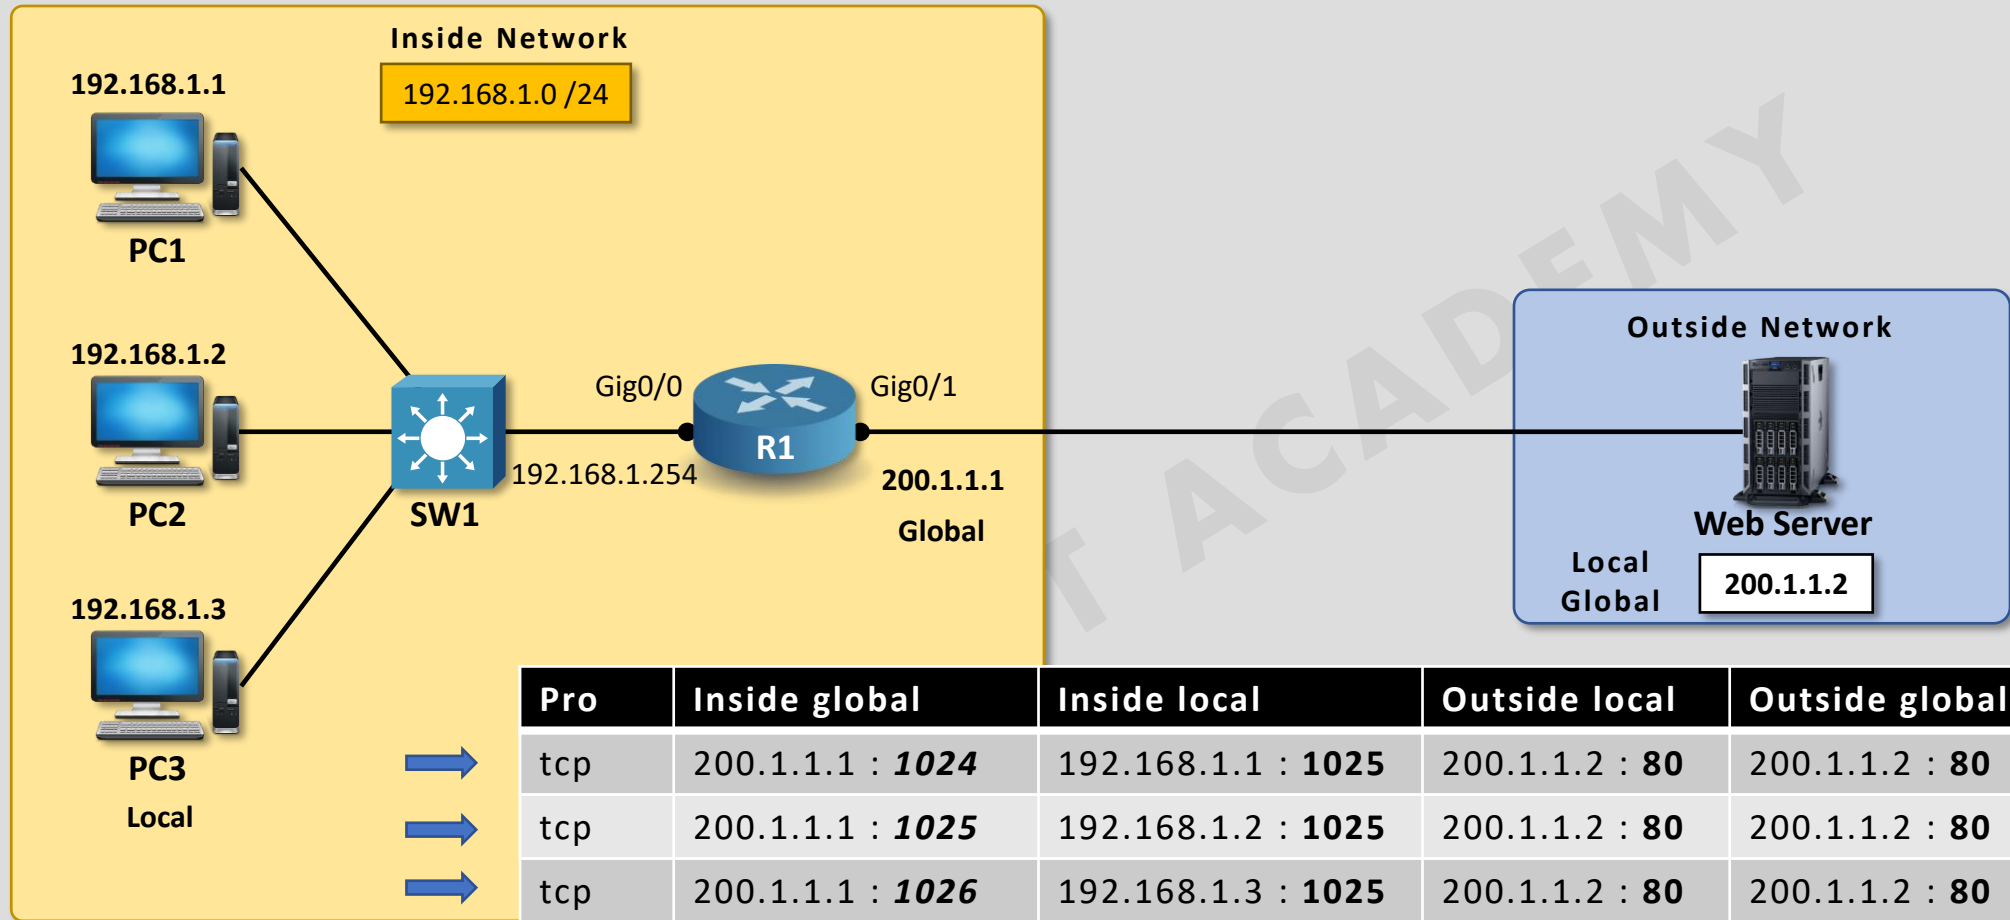 Inside Network
192.168.1.0 /24
192.168.1.1
PC1
192.168.1.2
PC2
192.168.1.3
PC3
Local
SW1
Gig0/0
192.168.1.254
R1
Gig0/1
200.1.1.1
Global
Outside Network
Web Server
Local
Global
200.1.1.2
T ACADEMY
Pro Inside global Inside local Outside local Outside global
tcp 200.1.1.1 : 1024 192.168.1.1 : 1025 200.1.1.2 : 80 200.1.1.2 : 80
tcp 200.1.1.1 : 1025 192.168.1.2 : 1025 200.1.1.2 : 80 200.1.1.2 : 80
tcp 200.1.1.1 : 1026 192.168.1.3 : 1025 200.1.1.2 : 80 200.1.1.2 : 80